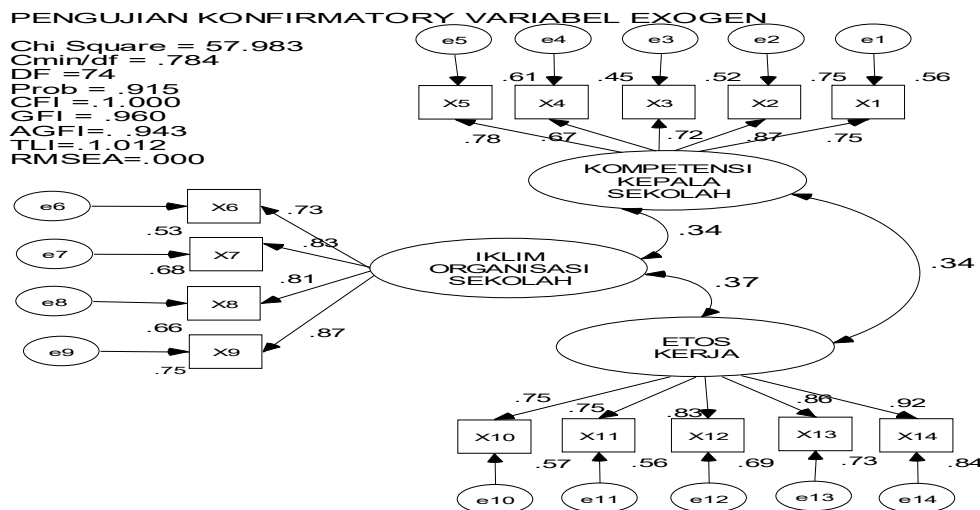 PENGUJIAN KONFIRMATORY VARIABEL EXOGEN
Chi Square = 57.983
Cmin/df = .784
DF =74
Prob = .915
CFI =.1.000
GFI = .960
AGFI=. .943
TLI=.1.012
RMSEA=.000
e5 e4 e3 e2 e1
.61 .45 .52 .75 .56
X5 X4 X3 X2 X1
.78 .67 .72 .87 .75
KOMPETENSI
KEPALA
SEKOLAH
e6 X6 .73
.53
e7 X7 .83
.68
e8 X8 .81
.66
e9 X9 .87
.75
IKLIM
ORGANISASI
SEKOLAH
.34
.34
.37
ETOS
KERJA
.75 .75 .83 .86 .92
X10 X11 X12 X13 X14
.57 .56 .69 .73 .84
e10 e11 e12 e13 e14